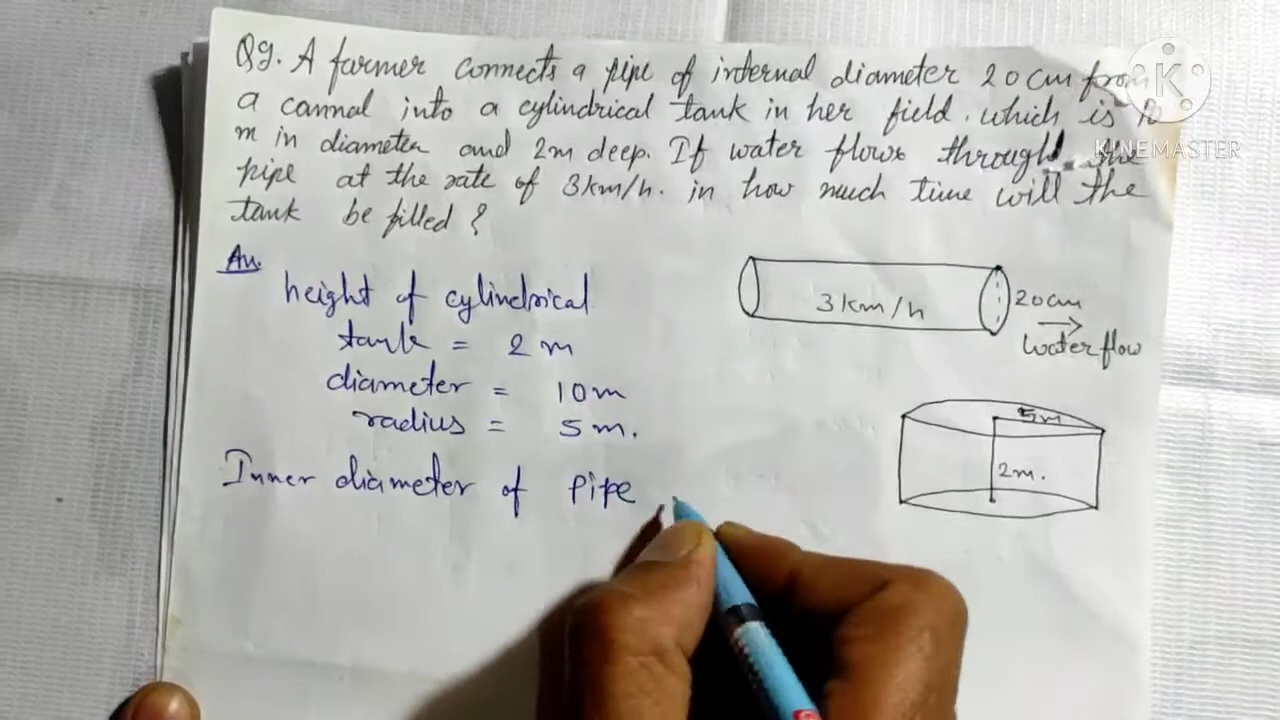 Q9. A farmer connects a pipe of internal diameter 20 cm from
a cannal into a cylindrical tank in her field. which is 10
m in diameter and 2m deep. If water flows through the
pipe at the rate of 3km/h. in how much time will the
tank be filled ?
An.
height of cylindrical
tank = 2 m
diameter = 10m
radius = 5 m.
Inner diameter of Pipe
3km/h
20cm
water flow
5m
2m.
K
KINEMASTER